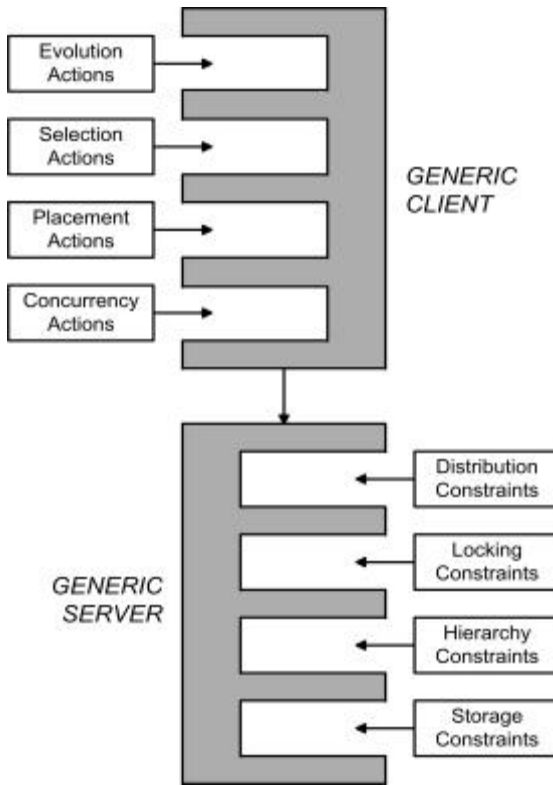 Evolution
Actions
Selection
Actions
Placement
Actions
Concurrency
Actions
GENERIC
CLIENT
Distribution
Constraints
Locking
Constraints
Hierarchy
Constraints
Storage
Constraints
GENERIC
SERVER